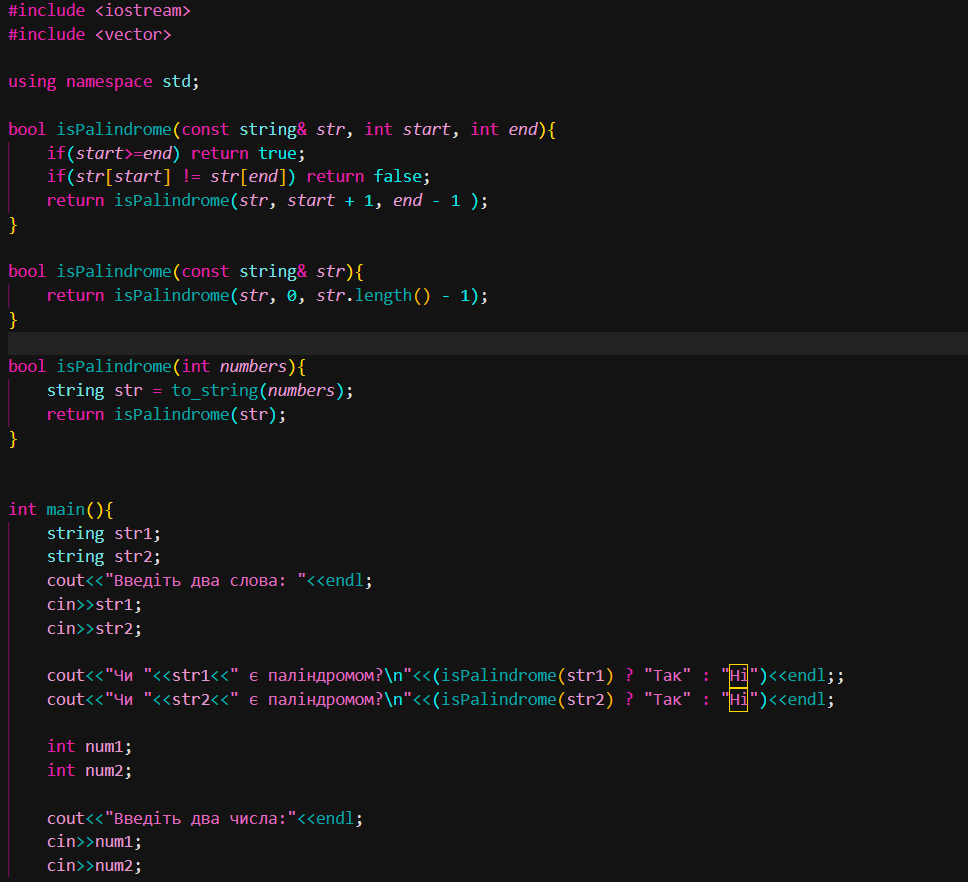 #include <iostream>
#include <vector>

using namespace std;

bool isPalindrome(const string& str, int start, int end){
    if(start>=end) return true;
    if(str[start] != str[end]) return false;
    return isPalindrome(str, start + 1, end - 1 );
}

bool isPalindrome(const string& str){
    return isPalindrome(str, 0, str.length() - 1);
}

bool isPalindrome(int numbers){
    string str = to_string(numbers);
    return isPalindrome(str);
}


int main(){
    string str1;
    string str2;
    cout<<"Введіть два слова: "<<endl;
    cin>>str1;
    cin>>str2;

    cout<<"Чи "<<str1<<" є паліндромом?\n"<<(isPalindrome(str1) ? "Так" : "Ні")<<endl;;
    cout<<"Чи "<<str2<<" є паліндромом?\n"<<(isPalindrome(str2) ? "Так" : "Ні")<<endl;

    int num1;
    int num2;

    cout<<"Введіть два числа:"<<endl;
    cin>>num1;
    cin>>num2;